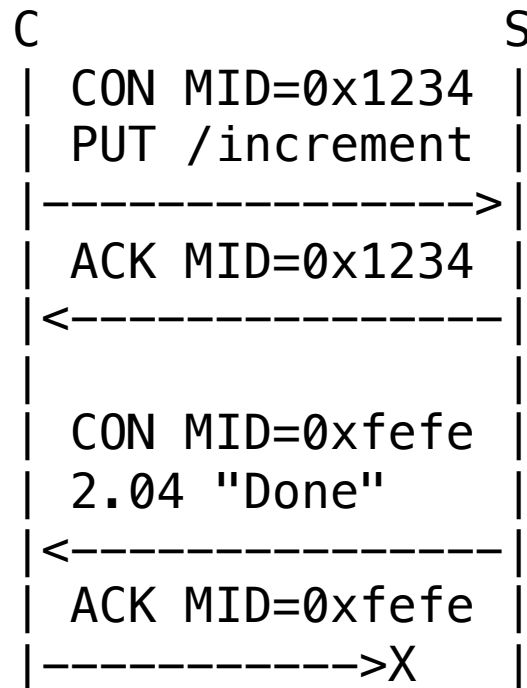 C                S
|  CON MID=0x1234 |
|  PUT /increment |
|--------------->|
|  ACK MID=0x1234 |
|<---------------|
|                |
|  CON MID=0xfefe |
|  2.04 "Done"    |
|<---------------|
|  ACK MID=0xfefe |
|----------->X   |